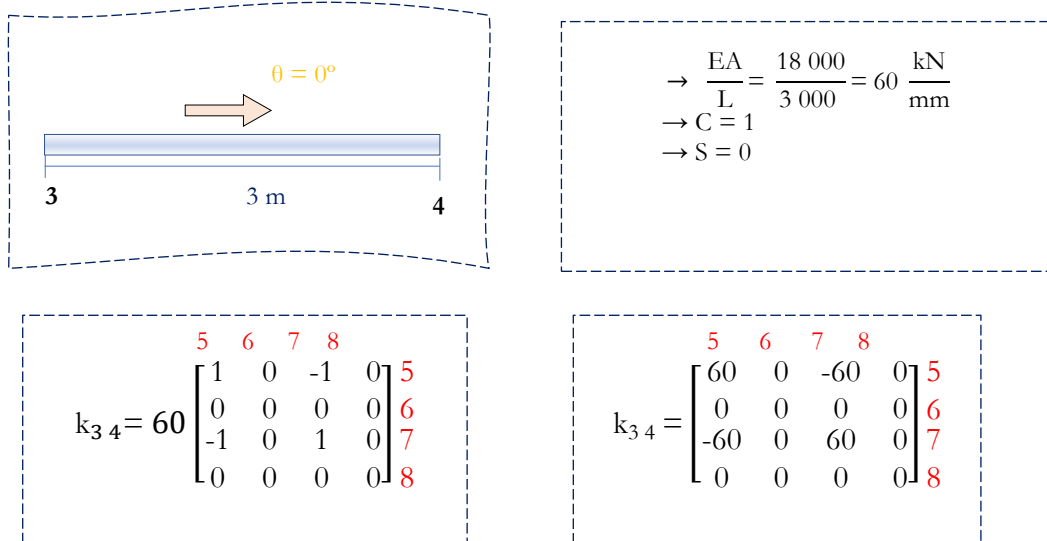 θ = 0°
3
3 m
4
→ EA/L = 18 000/3 000 = 60 kN/mm
→ C = 1
→ S = 0
5 6 7 8
1 0 -1 0 5
0 0 0 0 6
k3 4 = 60
-1 0 1 0 7
0 0 0 0 8
5 6 7 8
60 0 -60 0 5
0 0 0 0 6
k3 4 =
-60 0 60 0 7
0 0 0 0 8